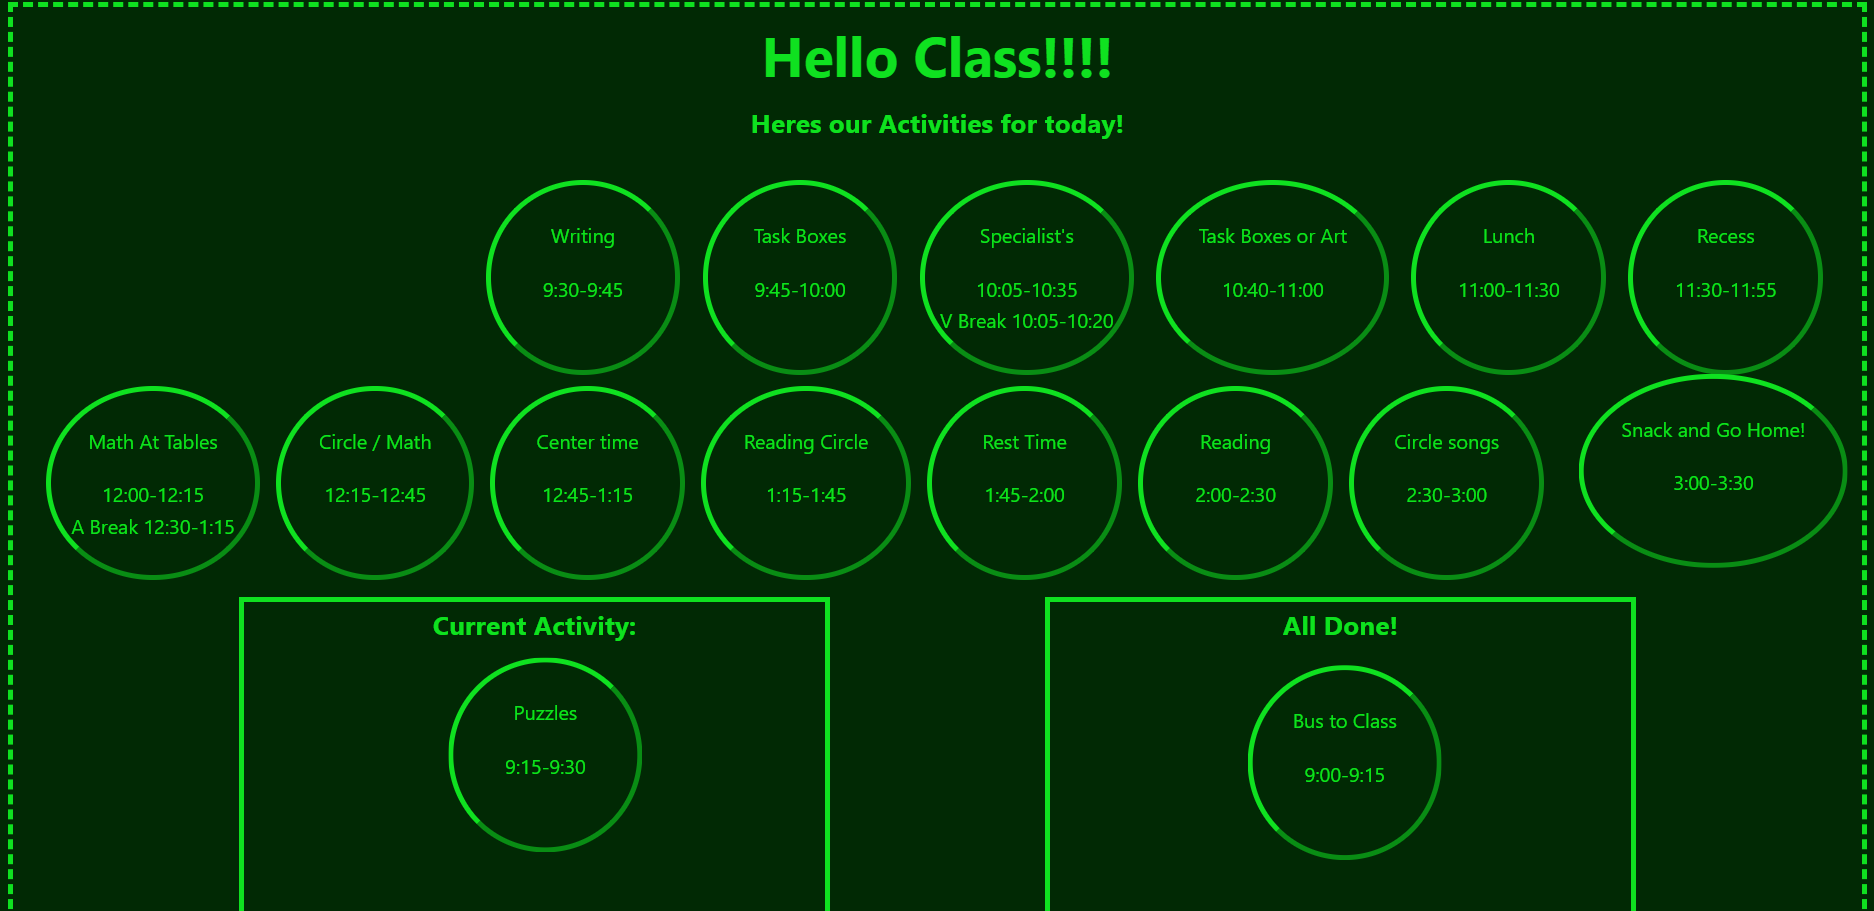 Hello Class!!!!
Heres our Activities for today!
Writing
9:30-9:45
Task Boxes
9:45-10:00
Specialist's
10:05-10:35
V Break 10:05-10:20
Task Boxes or Art
10:40-11:00
Lunch
11:00-11:30
Recess
11:30-11:55
Math At Tables
12:00-12:15
A Break 12:30-1:15
Circle / Math
12:15-12:45
Center time
12:45-1:15
Reading Circle
1:15-1:45
Rest Time
1:45-2:00
Reading
2:00-2:30
Circle songs
2:30-3:00
Snack and Go Home!
3:00-3:30
Current Activity:
Puzzles
9:15-9:30
All Done!
Bus to Class
9:00-9:15